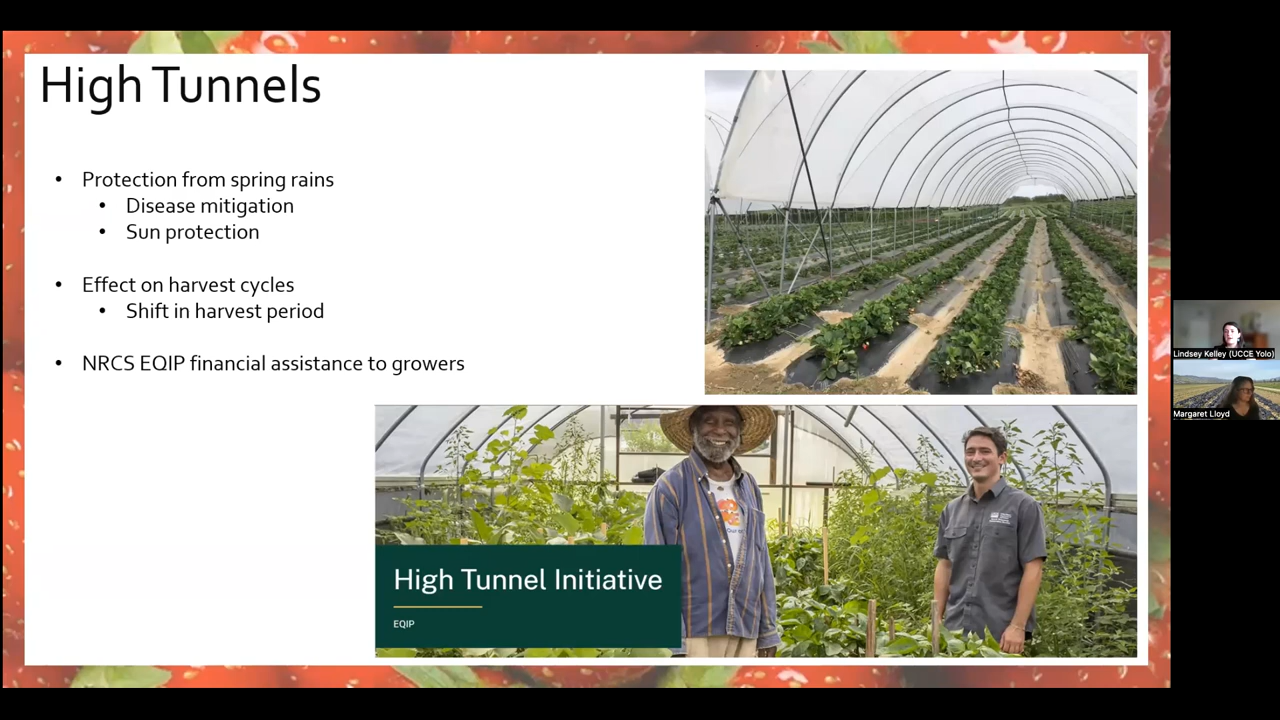 High Tunnels
• Protection from spring rains
• Disease mitigation
• Sun protection
• Effect on harvest cycles
• Shift in harvest period
• NRCS EQIP financial assistance to growers
High Tunnel Initiative
EQIP
Lindsey Kelley (UCCE Yolo)
Margaret Lloyd